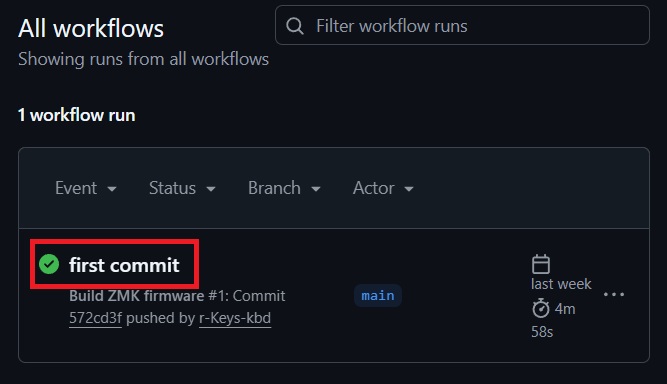 All workflows
Filter workflow runs
Showing runs from all workflows
1 workflow run
Event Status Branch Actor
first commit
Build ZMK firmware #1: Commit
572cd3f pushed by r-Keys-kbd
main
last week
4m
58s